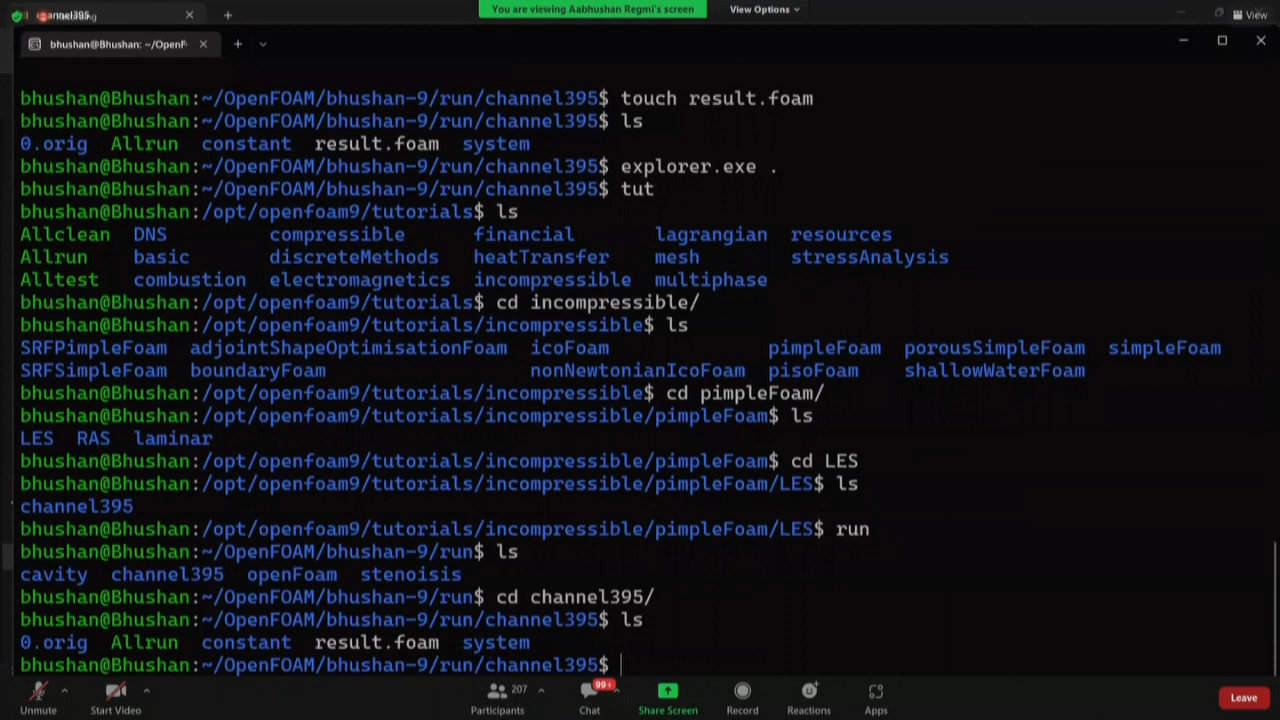 You are viewing Aabhushan Regmi's screen
View Options
View
bhushan@Bhushan: ~/OpenF
bhushan@Bhushan:~/OpenFOAM/bhushan-9/run/channel395$ touch result.foam
bhushan@Bhushan:~/OpenFOAM/bhushan-9/run/channel395$ ls
0.orig Allrun constant result.foam system
bhushan@Bhushan:~/OpenFOAM/bhushan-9/run/channel395$ explorer.exe .
bhushan@Bhushan:~/OpenFOAM/bhushan-9/run/channel395$ tut
bhushan@Bhushan:/opt/openfoam9/tutorials$ ls
Allclean DNS compressible financial lagrangian resources
Allrun basic discreteMethods heatTransfer mesh stressAnalysis
Alltest combustion electromagnetics incompressible multiphase
bhushan@Bhushan:/opt/openfoam9/tutorials$ cd incompressible/
bhushan@Bhushan:/opt/openfoam9/tutorials/incompressible$ ls
SRFPimpleFoam adjointShapeOptimisationFoam icoFoam pimpleFoam porousSimpleFoam simpleFoam
SRFSimpleFoam boundaryFoam nonNewtonianIcoFoam pisoFoam shallowWaterFoam
bhushan@Bhushan:/opt/openfoam9/tutorials/incompressible$ cd pimpleFoam/
bhushan@Bhushan:/opt/openfoam9/tutorials/incompressible/pimpleFoam$ ls
LES RAS laminar
bhushan@Bhushan:/opt/openfoam9/tutorials/incompressible/pimpleFoam$ cd LES
bhushan@Bhushan:/opt/openfoam9/tutorials/incompressible/pimpleFoam/LES$ ls
channel395
bhushan@Bhushan:/opt/openfoam9/tutorials/incompressible/pimpleFoam/LES$ run
bhushan@Bhushan:~/OpenFOAM/bhushan-9/run$ ls
cavity channel395 openFoam stenoisis
bhushan@Bhushan:~/OpenFOAM/bhushan-9/run$ cd channel395/
bhushan@Bhushan:~/OpenFOAM/bhushan-9/run/channel395$ ls
0.orig Allrun constant result.foam system
bhushan@Bhushan:~/OpenFOAM/bhushan-9/run/channel395$
207
99+
Unmute Start Video Participants Chat Share Screen Record Reactions Apps Leave